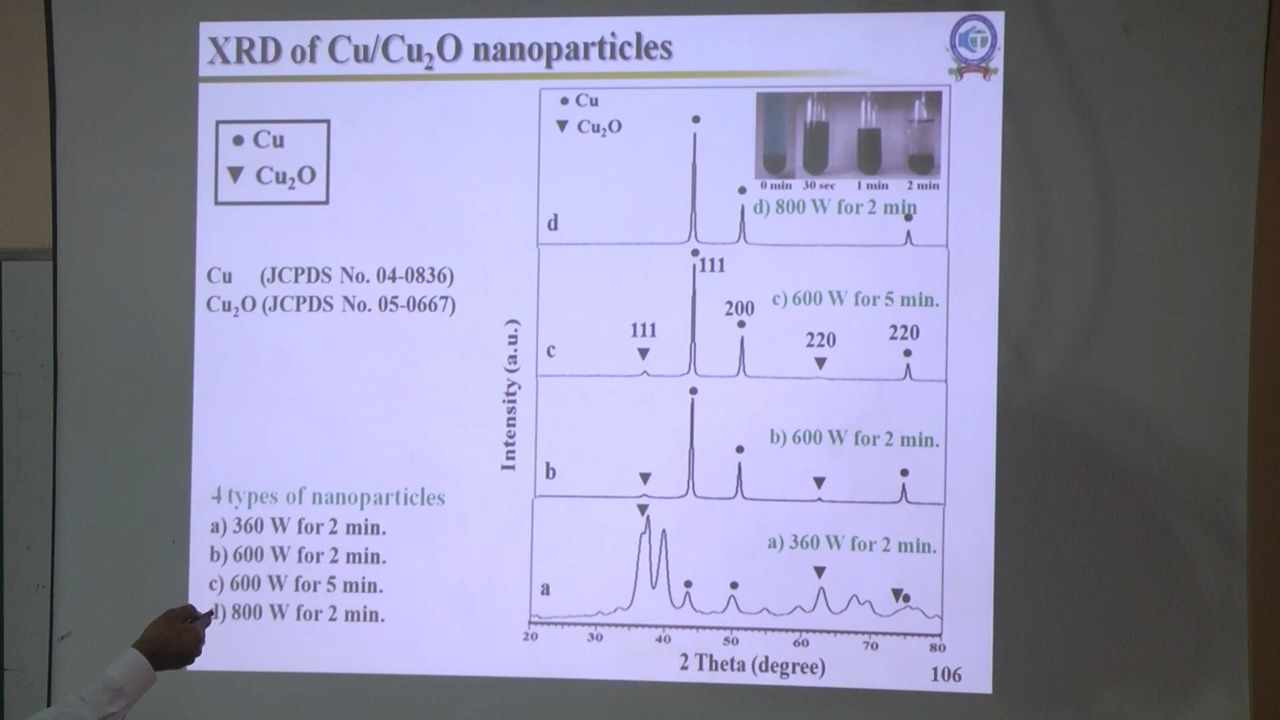 XRD of Cu/Cu₂O nanoparticles
● Cu
▼ Cu₂O
Cu (JCPDS No. 04-0836)
Cu₂O (JCPDS No. 05-0667)
4 types of nanoparticles
a) 360 W for 2 min.
b) 600 W for 2 min.
c) 600 W for 5 min.
d) 800 W for 2 min.
● Cu
▼ Cu₂O
0 min 30 sec 1 min 2 min
d) 800 W for 2 min
d
111
c) 600 W for 5 min.
200
111
220
220
c
b) 600 W for 2 min.
b
a) 360 W for 2 min.
a
Intensity (a.u.)
20 30 40 50 60 70 80
2 Theta (degree)
106